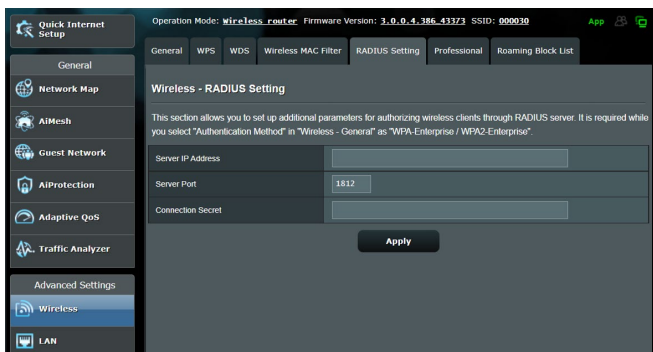 Quick Internet
Setup
Operation Mode: Wireless router Firmware Version: 3.0.0.4.386_43373 SSID: 000030 App
General WPS WDS Wireless MAC Filter RADIUS Setting Professional Roaming Block List
General
Network Map
AiMesh
Guest Network
AiProtection
Adaptive QoS
Traffic Analyzer
Advanced Settings
Wireless
LAN
Wireless - RADIUS Setting
This section allows you to set up additional parameters for authorizing wireless clients through RADIUS server. It is required while
you select "Authentication Method" in "Wireless - General" as "WPA-Enterprise / WPA2-Enterprise".
Server IP Address
Server Port 1812
Connection Secret
Apply